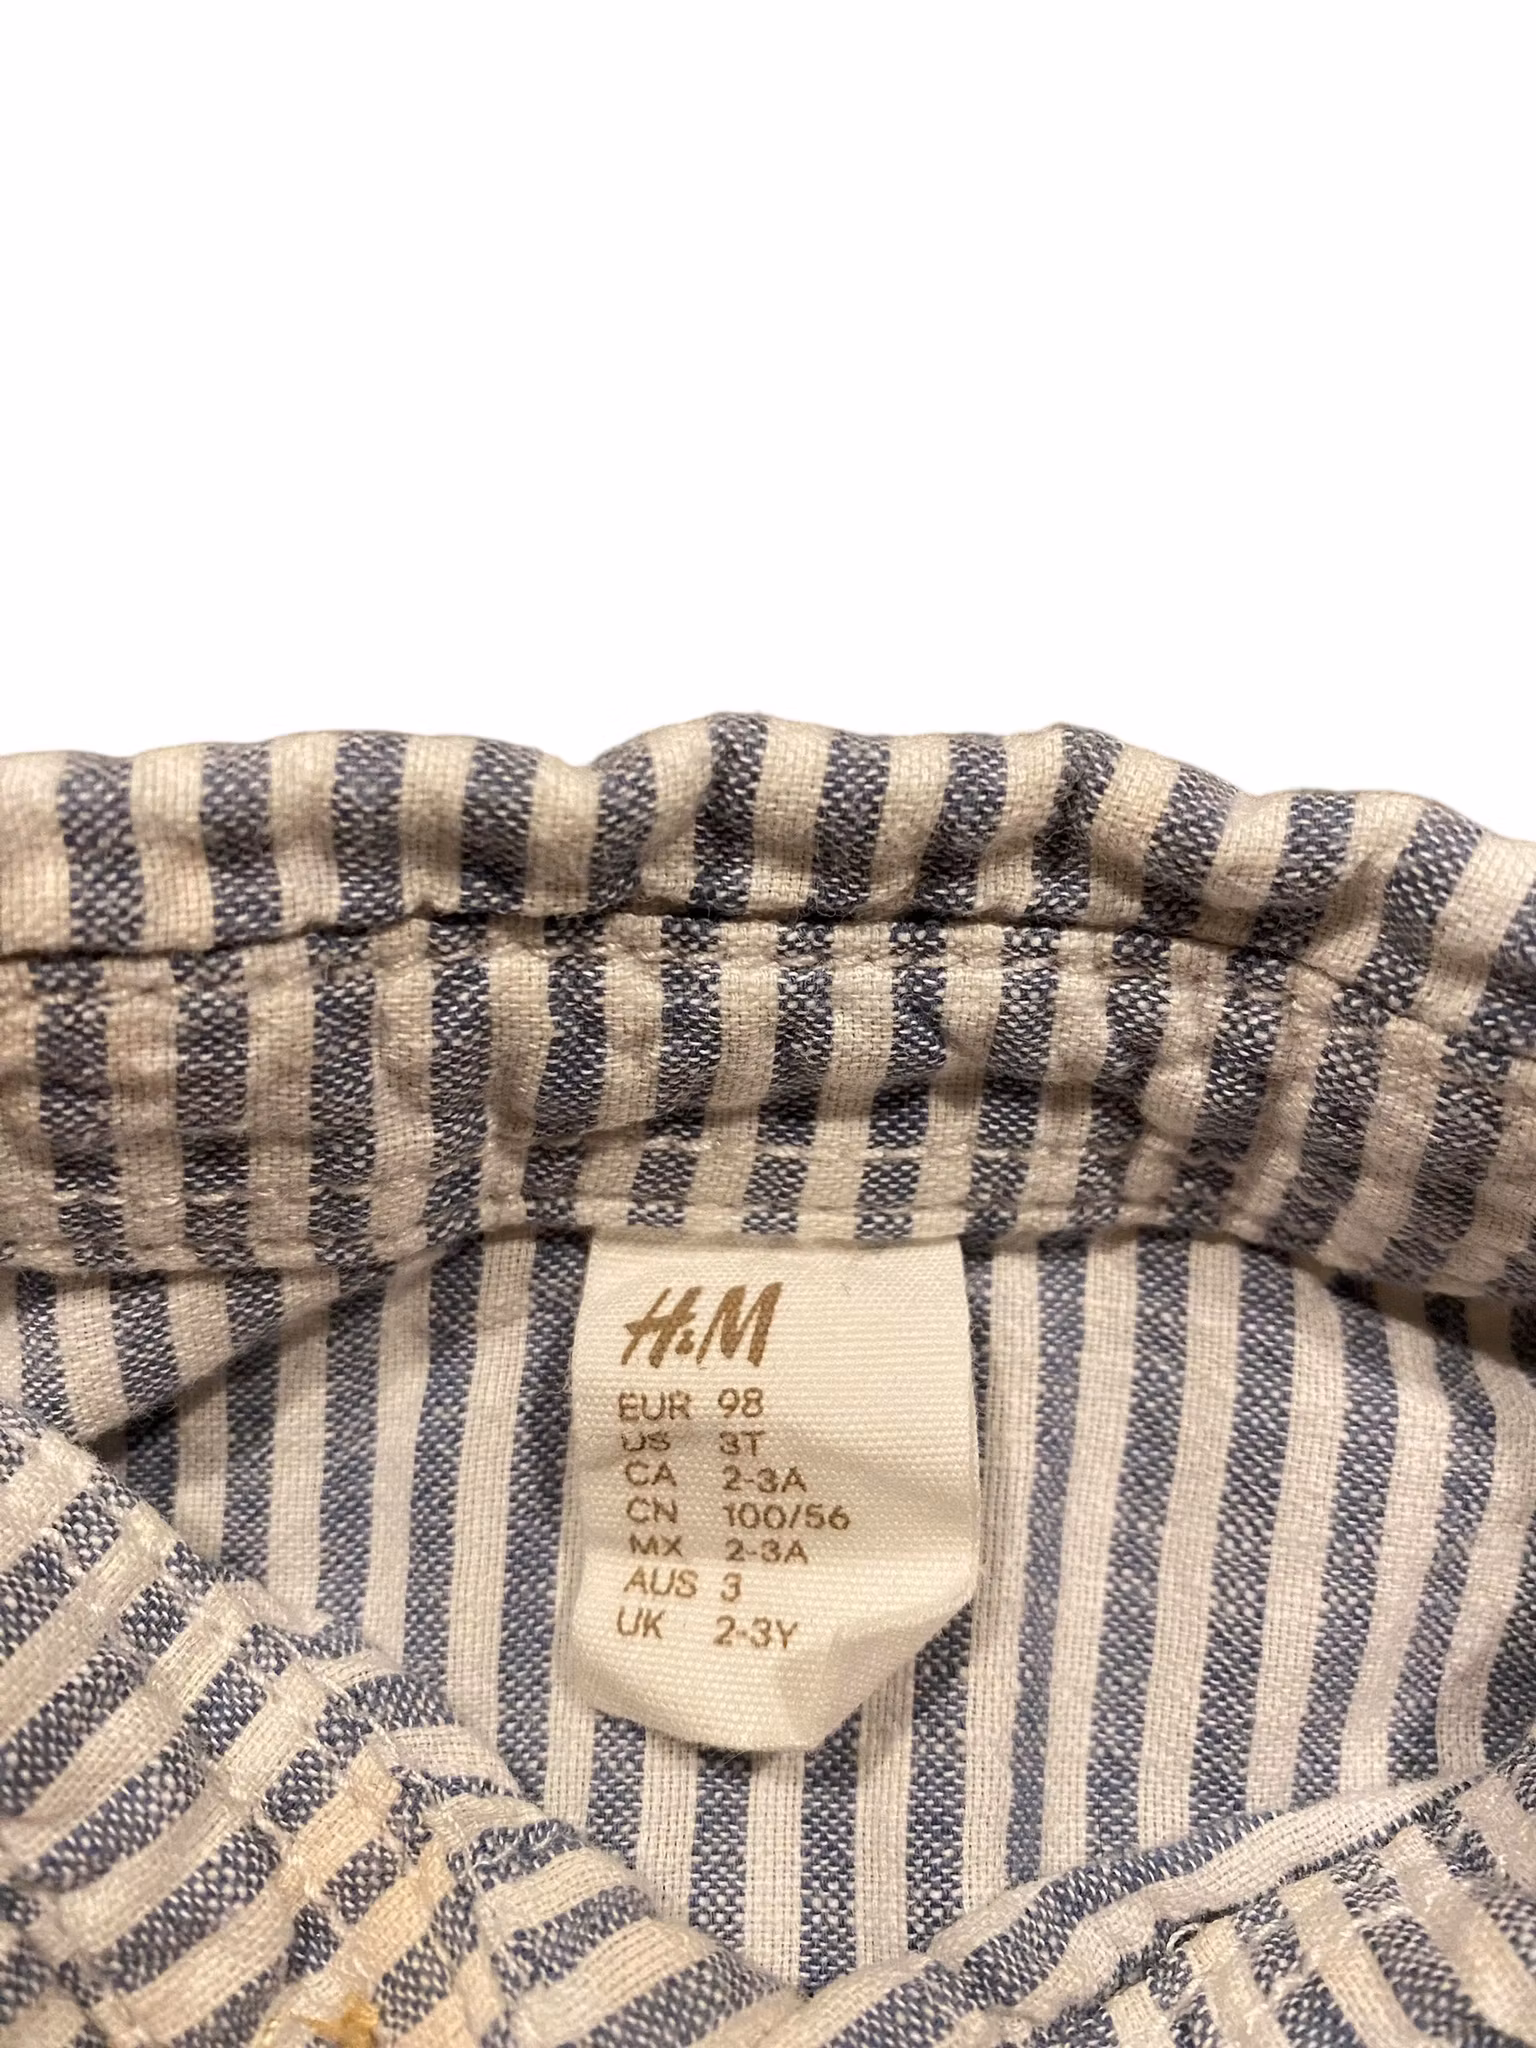 H&M
EUR 98
US 3T
CA 2-3A
CN 100/56
MX 2-3A
AUS 3
UK 2-3Y